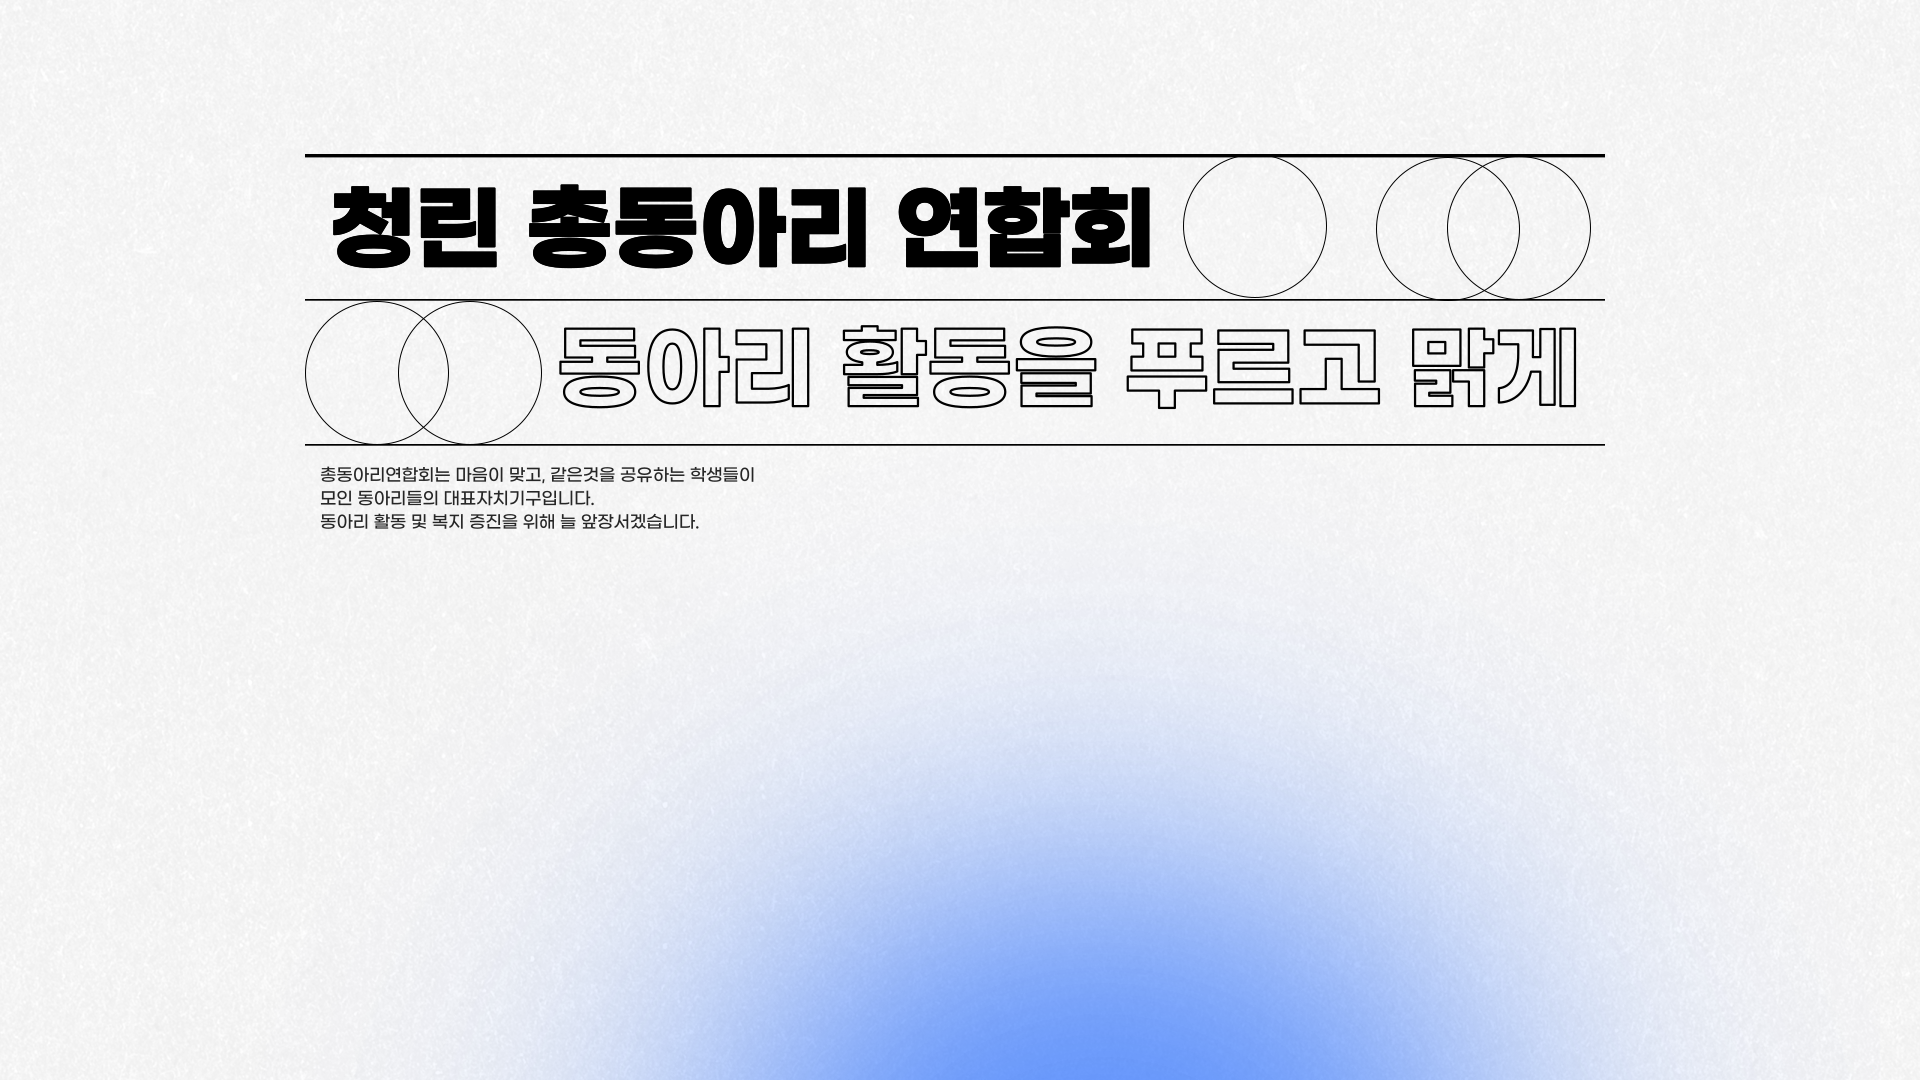 청린 총동아리 연합회
동아리 활동을 푸르고 맑게
총동아리연합회는 마음이 맞고, 같은것을 공유하는 학생들이
모인 동아리들의 대표자치기구입니다.
동아리 활동 및 복지 증진을 위해 늘 앞장서겠습니다.